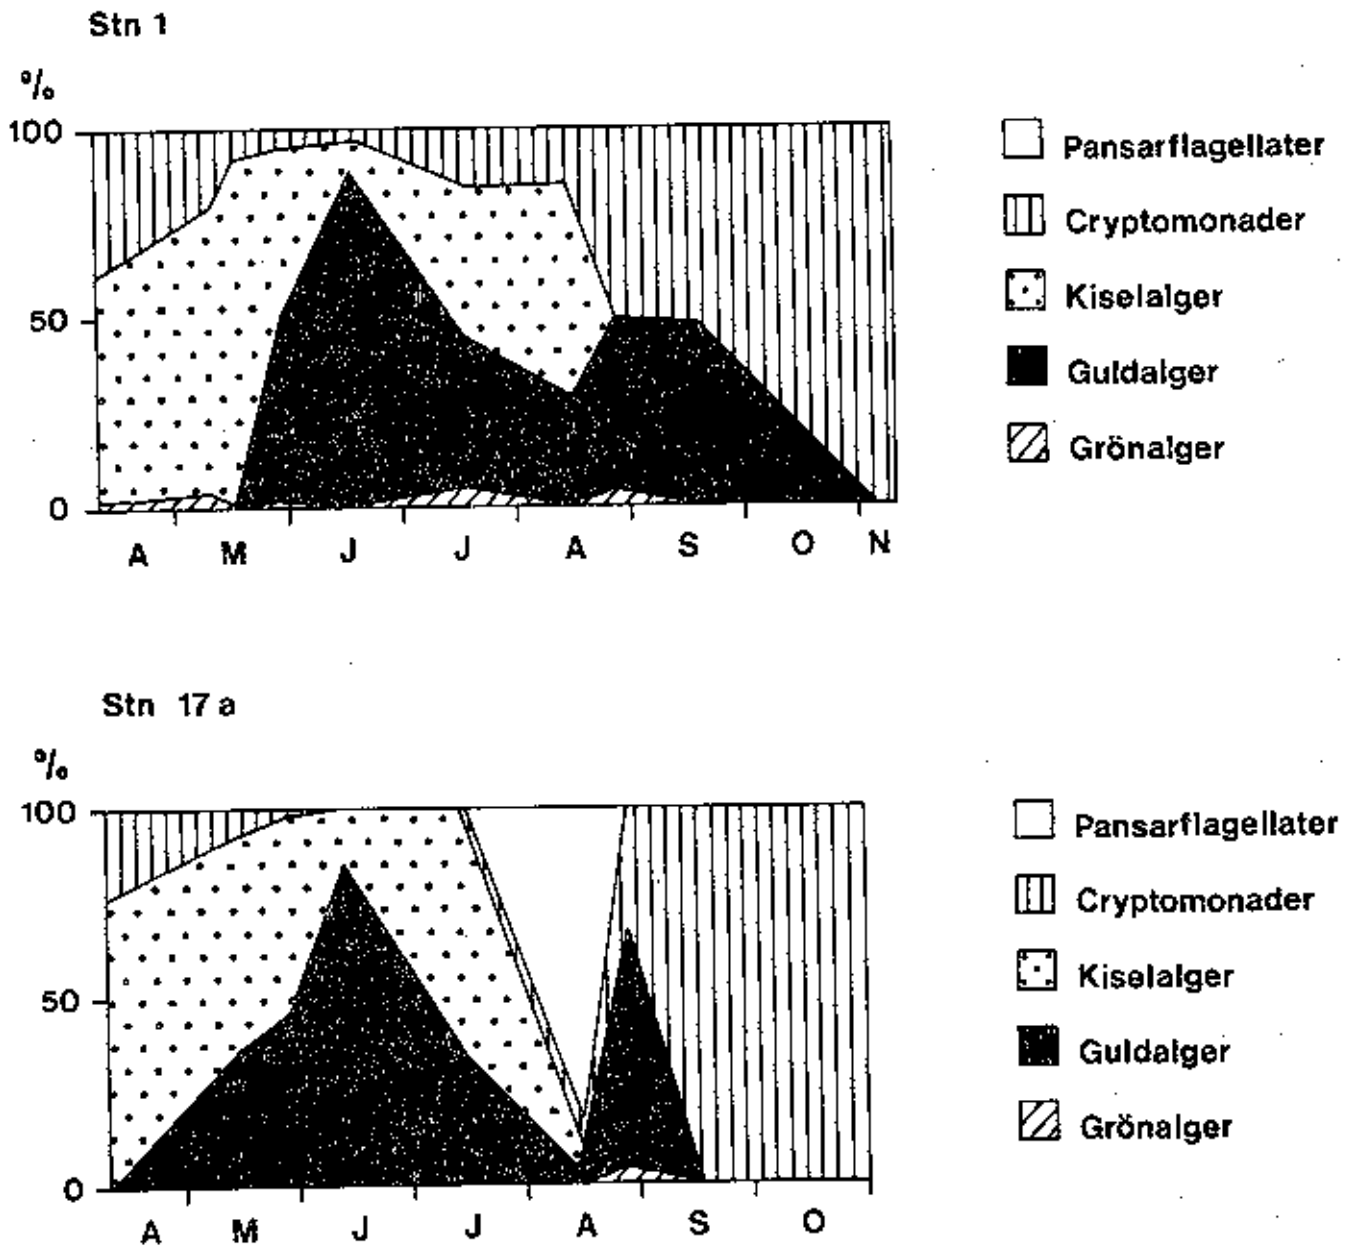 Stn 1
%
100
50
0
A M J J A S O N
Pansarflagellater
Cryptomonader
Kiselalger
Guldalger
Grönalger
Stn 17 a
%
100
50
0
A M J J A S O
Pansarflagellater
Cryptomonader
Kiselalger
Guldalger
Grönalger